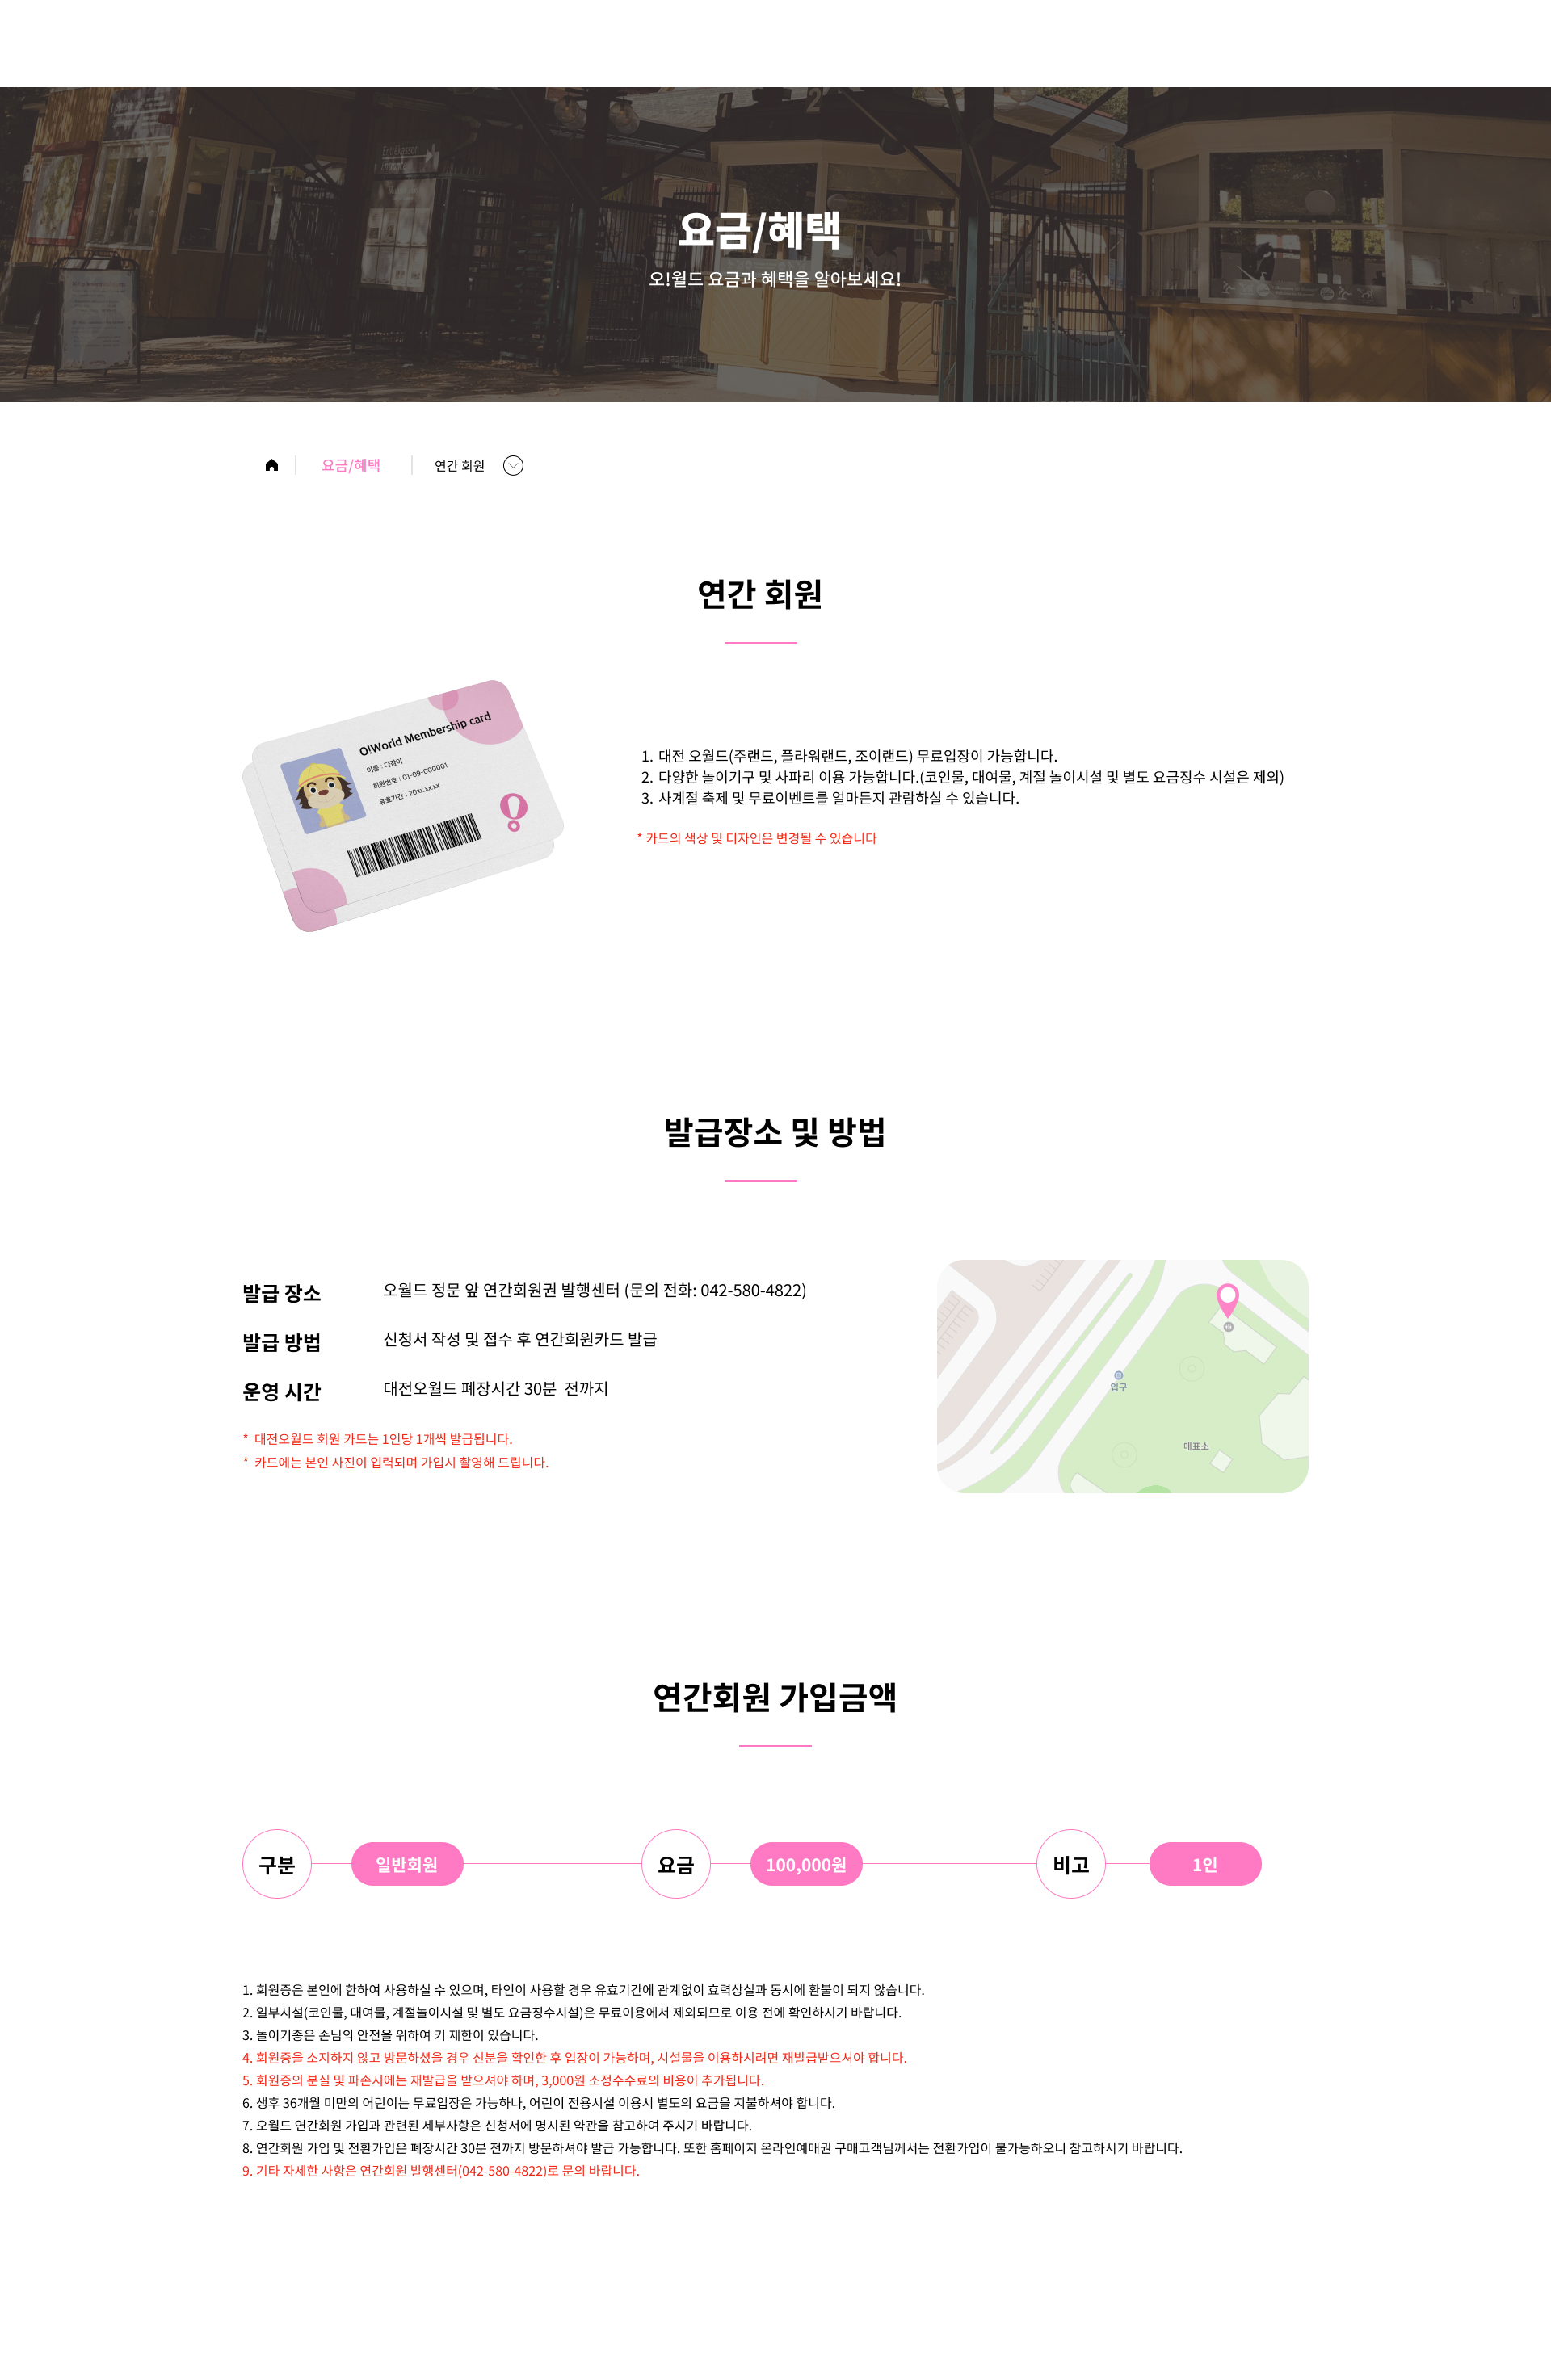 요금/혜택
오!월드 요금과 혜택을 알아보세요!
요금/혜택
연간 회원
연간 회원
O!World Membership card
이름 : 다강이
회원번호 : 01-09-000001
유효기간 : 20xx.xx.xx
1. 대전 오월드(주랜드, 플라워랜드, 조이랜드) 무료입장이 가능합니다.
2. 다양한 놀이기구 및 사파리 이용 가능합니다.(코인물, 대여물, 계절 놀이시설 및 별도 요금징수 시설은 제외)
3. 사계절 축제 및 무료이벤트를 얼마든지 관람하실 수 있습니다.
* 카드의 색상 및 디자인은 변경될 수 있습니다
발급장소 및 방법
발급 장소 오월드 정문 앞 연간회원권 발행센터 (문의 전화: 042-580-4822)
발급 방법 신청서 작성 및 접수 후 연간회원카드 발급
운영 시간 대전오월드 폐장시간 30분 전까지
* 대전오월드 회원 카드는 1인당 1개씩 발급됩니다.
* 카드에는 본인 사진이 입력되며 가입시 촬영해 드립니다.
입구
매표소
연간회원 가입금액
구분 일반회원 요금 100,000원 비고 1인
1. 회원증은 본인에 한하여 사용하실 수 있으며, 타인이 사용할 경우 유효기간에 관계없이 효력상실과 동시에 환불이 되지 않습니다.
2. 일부시설(코인물, 대여물, 계절놀이시설 및 별도 요금징수시설)은 무료이용에서 제외되므로 이용 전에 확인하시기 바랍니다.
3. 놀이기종은 손님의 안전을 위하여 키 제한이 있습니다.
4. 회원증을 소지하지 않고 방문하셨을 경우 신분을 확인한 후 입장이 가능하며, 시설물을 이용하시려면 재발급받으셔야 합니다.
5. 회원증의 분실 및 파손시에는 재발급을 받으셔야 하며, 3,000원 소정수수료의 비용이 추가됩니다.
6. 생후 36개월 미만의 어린이는 무료입장은 가능하나, 어린이 전용시설 이용시 별도의 요금을 지불하셔야 합니다.
7. 오월드 연간회원 가입과 관련된 세부사항은 신청서에 명시된 약관을 참고하여 주시기 바랍니다.
8. 연간회원 가입 및 전환가입은 폐장시간 30분 전까지 방문하셔야 발급 가능합니다. 또한 홈페이지 온라인예매권 구매고객님께서는 전환가입이 불가능하오니 참고하시기 바랍니다.
9. 기타 자세한 사항은 연간회원 발행센터(042-580-4822)로 문의 바랍니다.